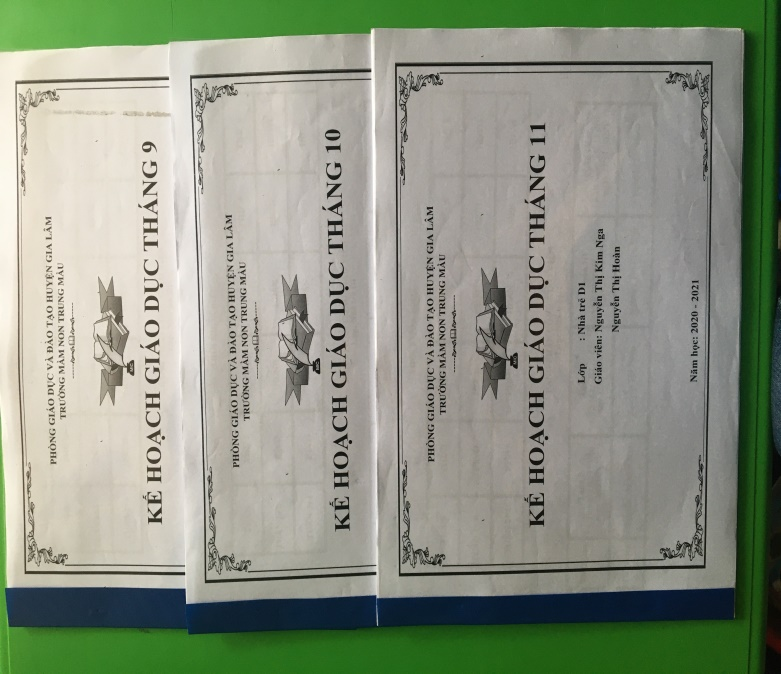 PHÒNG GIÁO DỤC VÀ ĐÀO TẠO HUYỆN GIA LÂM
TRƯỜNG MẦM NON TRUNG MÀU
KẾ HOẠCH GIÁO DỤC THÁNG 9
PHÒNG GIÁO DỤC VÀ ĐÀO TẠO HUYỆN GIA LÂM
TRƯỜNG MẦM NON TRUNG MÀU
KẾ HOẠCH GIÁO DỤC THÁNG 10
PHÒNG GIÁO DỤC VÀ ĐÀO TẠO HUYỆN GIA LÂM
TRƯỜNG MẦM NON TRUNG MÀU
KẾ HOẠCH GIÁO DỤC THÁNG 11
Lớp : Nhà trẻ D1
Giáo viên: Nguyễn Thị Kim Nga
Nguyễn Thị Hoàn
Năm học: 2020 - 2021